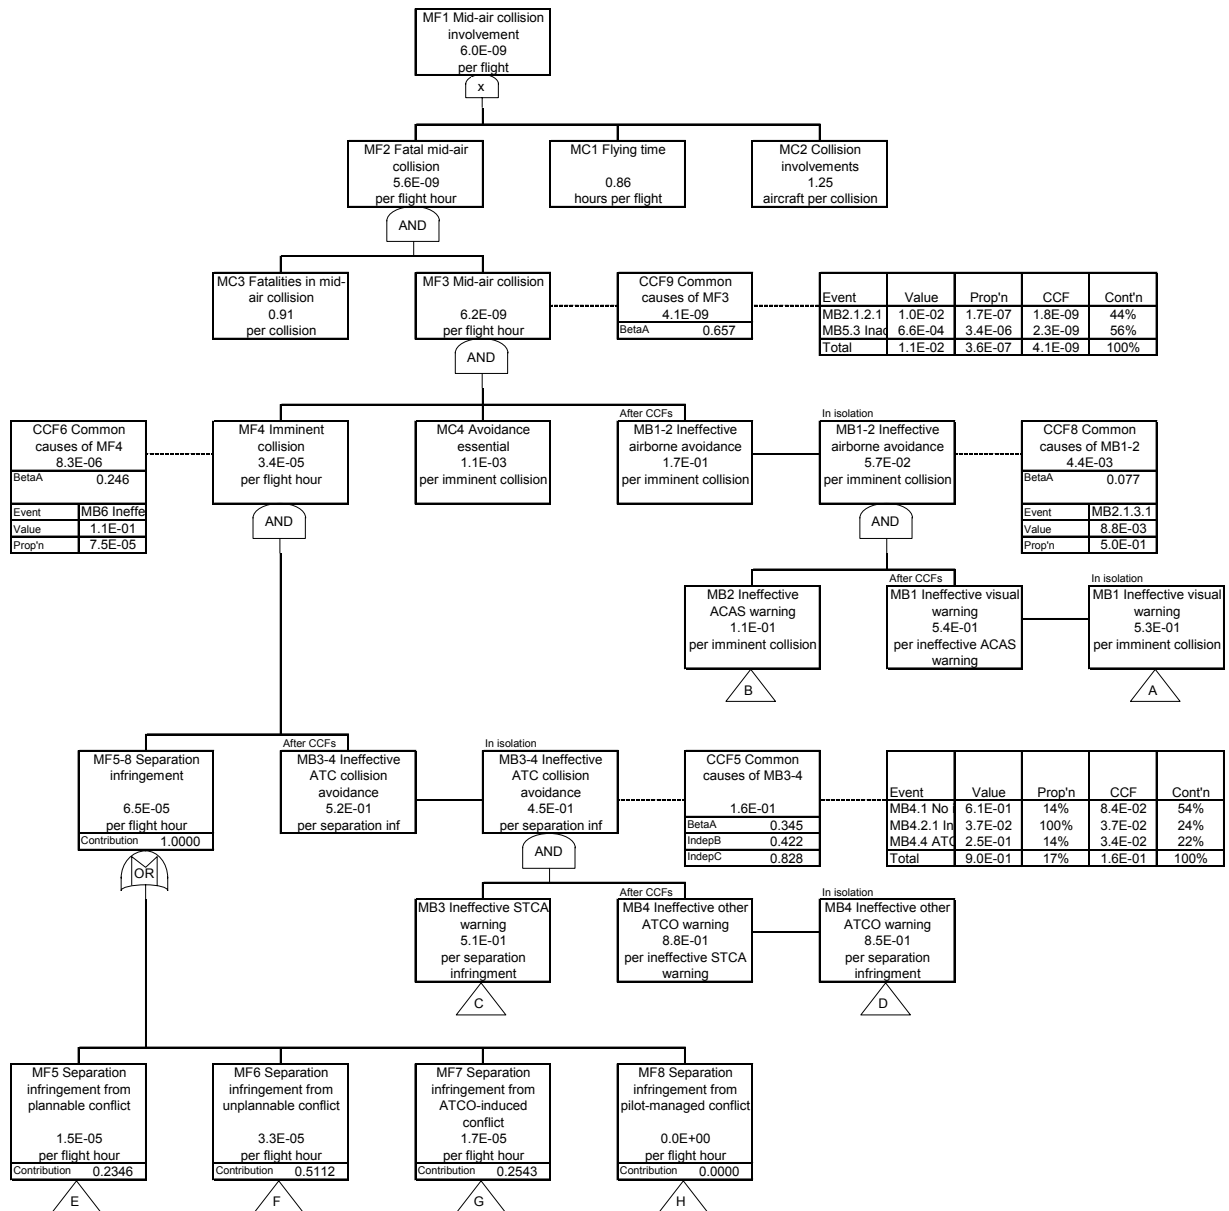 MF1 Mid-air collision
involvement
6.0E-09
per flight
x
MF2 Fatal mid-air
collision
5.6E-09
per flight hour
MC1 Flying time
0.86
hours per flight
MC2 Collision
involvements
1.25
aircraft per collision
AND
MC3 Fatalities in mid-
air collision
0.91
per collision
MF3 Mid-air collision
6.2E-09
per flight hour
CCF9 Common
causes of MF3
4.1E-09
BetaA 0.657
Event Value Prop'n CCF Cont'n
MB2.1.2.1 1.0E-02 1.7E-07 1.8E-09 44%
MB5.3 Inad 6.6E-04 3.4E-06 2.3E-09 56%
Total 1.1E-02 3.6E-07 4.1E-09 100%
AND
CCF6 Common
causes of MF4
8.3E-06
BetaA 0.246
Event MB6 Ineffe
Value 1.1E-01
Prop'n 7.5E-05
MF4 Imminent
collision
3.4E-05
per flight hour
MC4 Avoidance
essential
1.1E-03
per imminent collision
After CCFs
MB1-2 Ineffective
airborne avoidance
1.7E-01
per imminent collision
In isolation
MB1-2 Ineffective
airborne avoidance
5.7E-02
per imminent collision
CCF8 Common
causes of MB1-2
4.4E-03
BetaA 0.077
Event MB2.1.3.1
Value 8.8E-03
Prop'n 5.0E-01
AND
AND
MB2 Ineffective
ACAS warning
1.1E-01
per imminent collision
B
After CCFs
MB1 Ineffective visual
warning
5.4E-01
per ineffective ACAS
warning
In isolation
MB1 Ineffective visual
warning
5.3E-01
per imminent collision
A
MF5-8 Separation
infringement
6.5E-05
per flight hour
Contribution 1.0000
After CCFs
MB3-4 Ineffective
ATC collision
avoidance
5.2E-01
per separation inf
In isolation
MB3-4 Ineffective
ATC collision
avoidance
4.5E-01
per separation inf
CCF5 Common
causes of MB3-4
1.6E-01
BetaA 0.345
IndepB 0.422
IndepC 0.828
Event Value Prop'n CCF Cont'n
MB4.1 No 6.1E-01 14% 8.4E-02 54%
MB4.2.1 In 3.7E-02 100% 3.7E-02 24%
MB4.4 ATC 2.5E-01 14% 3.4E-02 22%
Total 9.0E-01 17% 1.6E-01 100%
OR
AND
MB3 Ineffective STCA
warning
5.1E-01
per separation
infringment
C
After CCFs
MB4 Ineffective other
ATCO warning
8.8E-01
per ineffective STCA
warning
In isolation
MB4 Ineffective other
ATCO warning
8.5E-01
per separation
infringment
D
MF5 Separation
infringement from
plannable conflict
1.5E-05
per flight hour
Contribution 0.2346
E
MF6 Separation
infringement from
unplannable conflict
3.3E-05
per flight hour
Contribution 0.5112
F
MF7 Separation
infringement from
ATCO-induced
conflict
1.7E-05
per flight hour
Contribution 0.2543
G
MF8 Separation
infringement from
pilot-managed conflict
0.0E+00
per flight hour
Contribution 0.0000
H